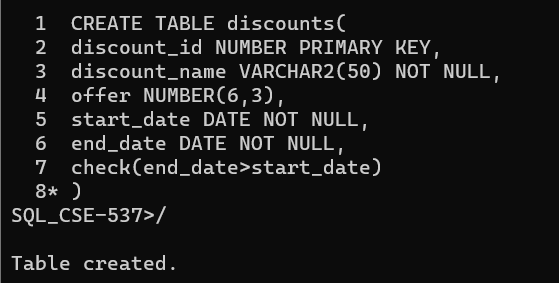 1 CREATE TABLE discounts(
2 discount_id NUMBER PRIMARY KEY,
3 discount_name VARCHAR2(50) NOT NULL,
4 offer NUMBER(6,3),
5 start_date DATE NOT NULL,
6 end_date DATE NOT NULL,
7 check(end_date>start_date)
8* )
SQL_CSE-537>/
Table created.